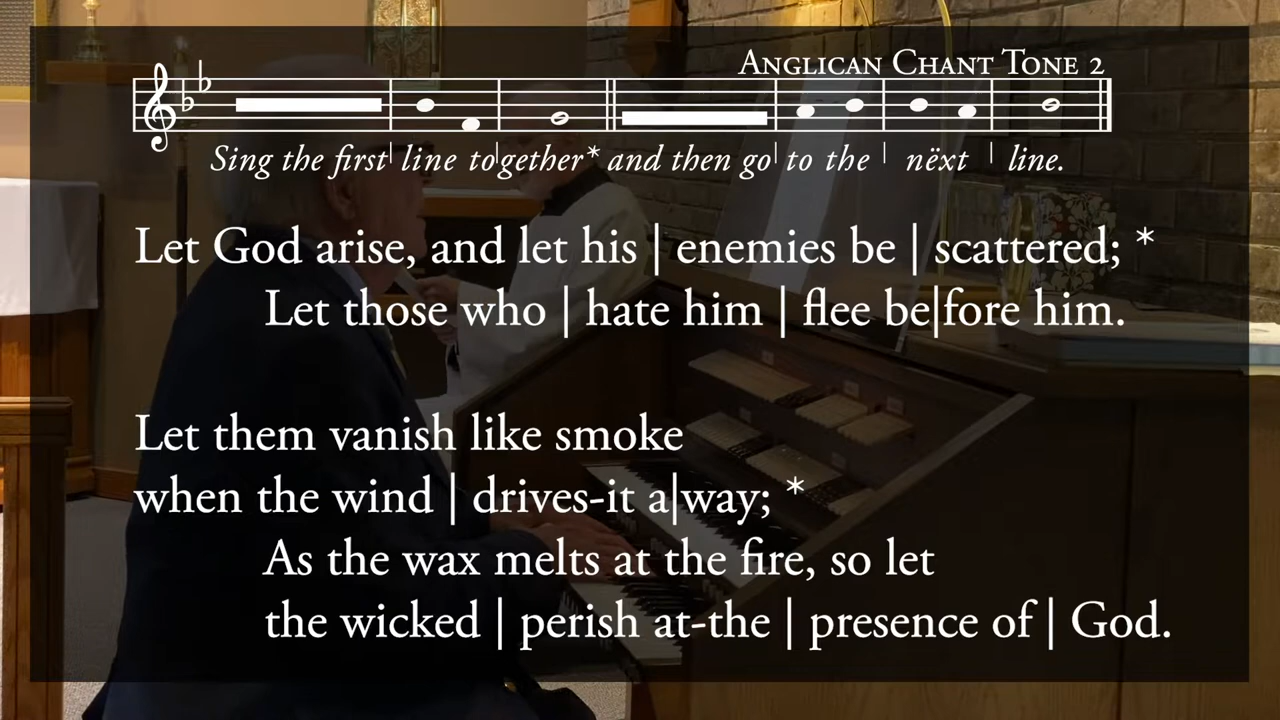 Anglican Chant Tone 2
Sing the first| line to|gether* and then go| to the | nëxt | line.
Let God arise, and let his | enemies be | scattered; *
Let those who | hate him | flee be|fore him.
Let them vanish like smoke
when the wind | drives-it a|way; *
As the wax melts at the fire, so let
the wicked | perish at-the | presence of | God.